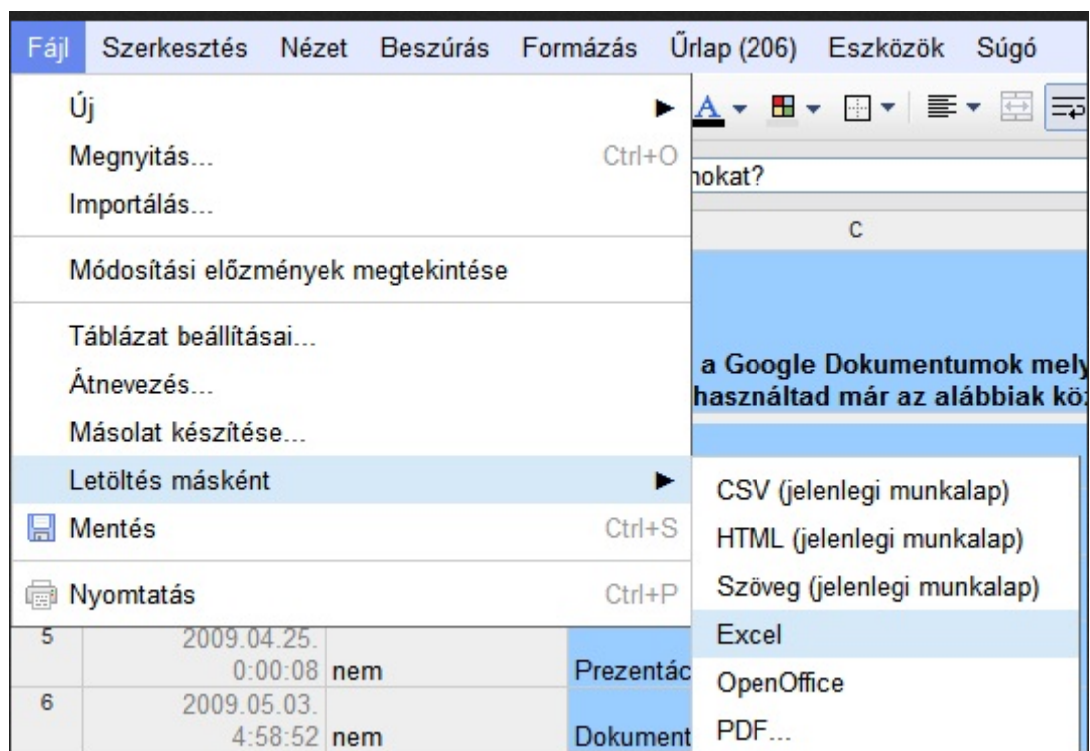 Fájl Szerkesztés Nézet Beszúrás Formázás Űrlap (206) Eszközök Súgó
Új
Megnyitás... Ctrl+O
Importálás...
Módosítási előzmények megtekintése
Táblázat beállításai...
Átnevezés...
Másolat készítése...
Letöltés másként
Mentés Ctrl+S
Nyomtatás Ctrl+P
A
nokat?
C
a Google Dokumentumok mely
használtad már az alábbiak köz
CSV (jelenlegi munkalap)
HTML (jelenlegi munkalap)
Szöveg (jelenlegi munkalap)
Excel
OpenOffice
PDF...
5 2009.04.25.
0:00:08 nem Prezentác
6 2009.05.03.
4:58:52 nem Dokument